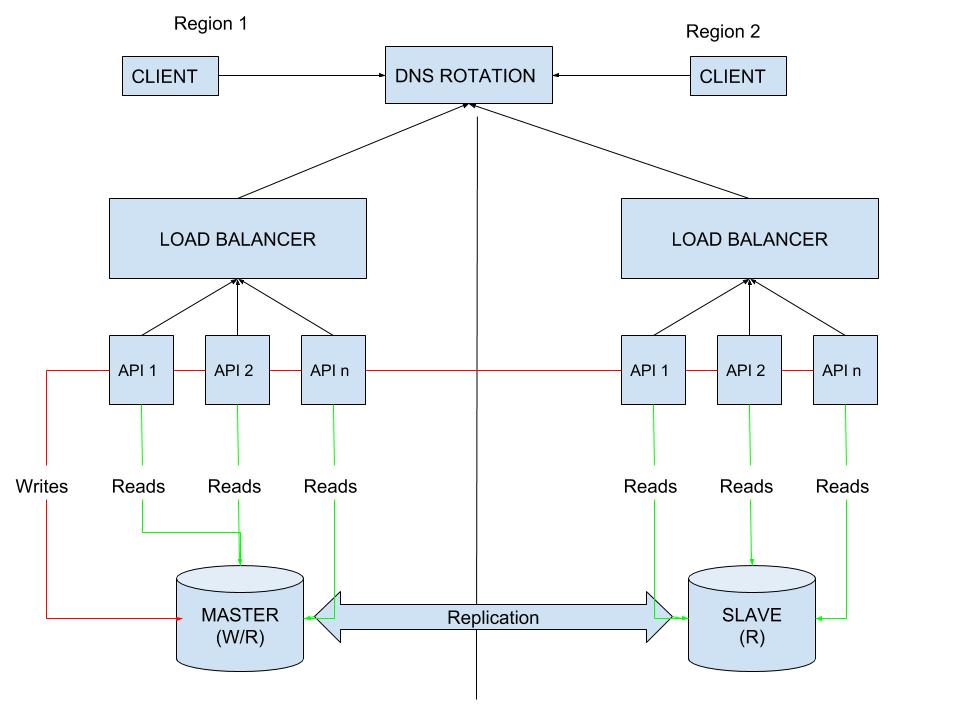 Region 1
Region 2
CLIENT
DNS ROTATION
CLIENT
LOAD BALANCER
LOAD BALANCER
API 1
API 2
API n
API 1
API 2
API n
Writes
Reads
Reads
Reads
Reads
Reads
Reads
MASTER
(W/R)
Replication
SLAVE
(R)